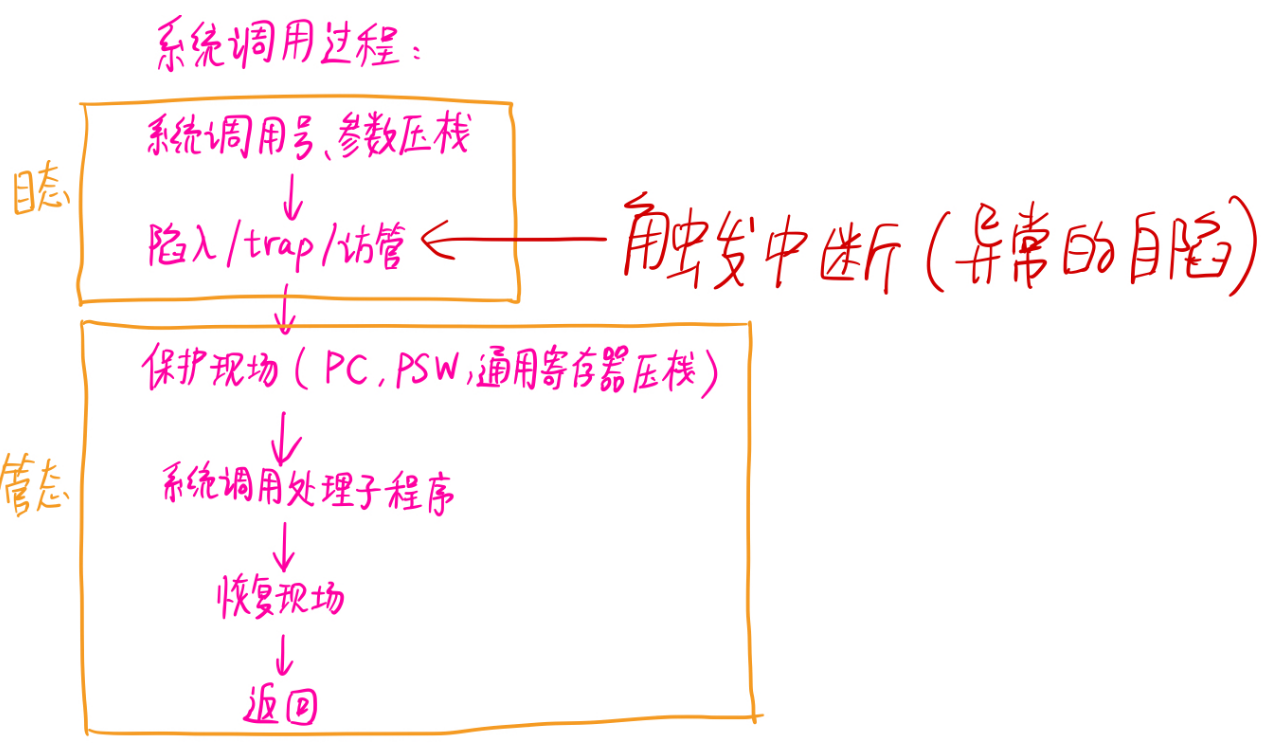 系统调用过程:
系统调用号、参数压栈
目态
陷入/trap/访管
触发中断(异常的自陷)
保护现场(PC,PSW,通用寄存器压栈)
管态
系统调用处理子程序
恢复现场
返回